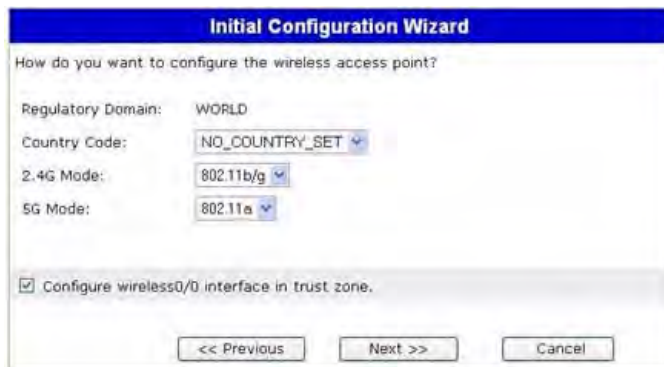 Initial Configuration Wizard
How do you want to configure the wireless access point?
Regulatory Domain: WORLD
Country Code: NO_COUNTRY_SET
2.4G Mode: 802.11b/g
5G Mode: 802.11a
Configure wireless0/0 interface in trust zone.
<< Previous Next >> Cancel